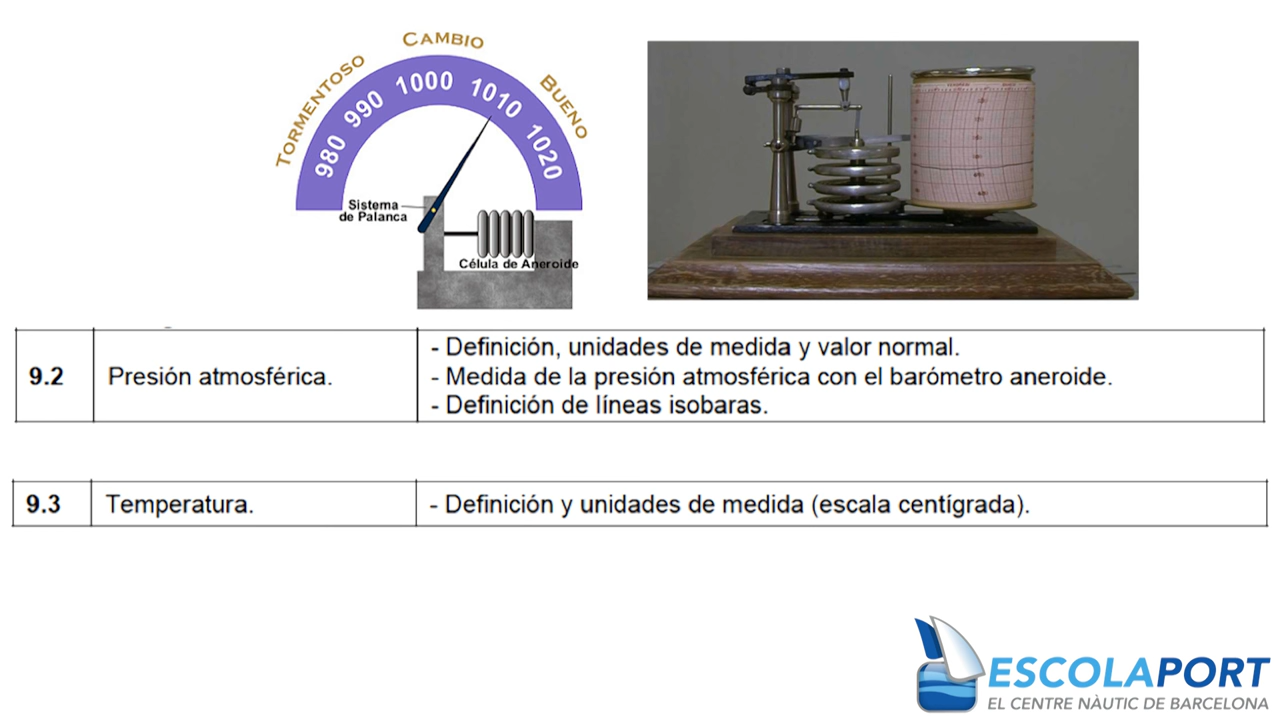 TORMENTOSO
CAMBIO
BUENO
980 990 1000 1010 1020
Sistema
de Palanca
Célula de Aneroide
9.2
Presión atmosférica.
- Definición, unidades de medida y valor normal.
- Medida de la presión atmosférica con el barómetro aneroide.
- Definición de líneas isobaras.
9.3
Temperatura.
- Definición y unidades de medida (escala centígrada).
ESCOLAPORT
EL CENTRE NÀUTIC DE BARCELONA